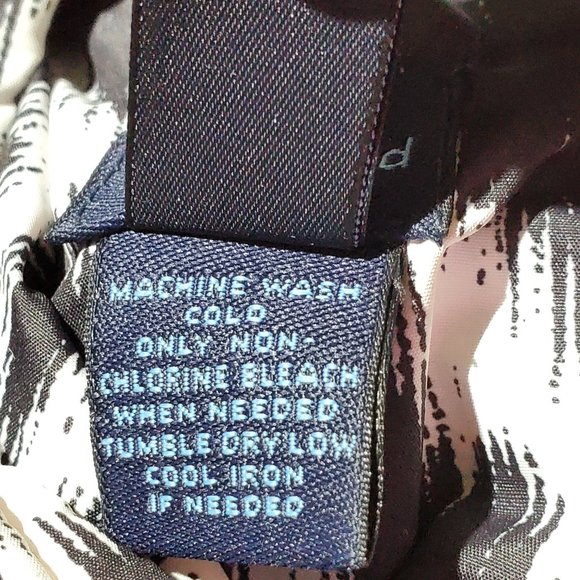 d
MACHINE WASH
COLD
ONLY NON-
CHLORINE BLEACH
WHEN NEEDED
TUMBLE DRY LOW
COOL IRON
IF NEEDED